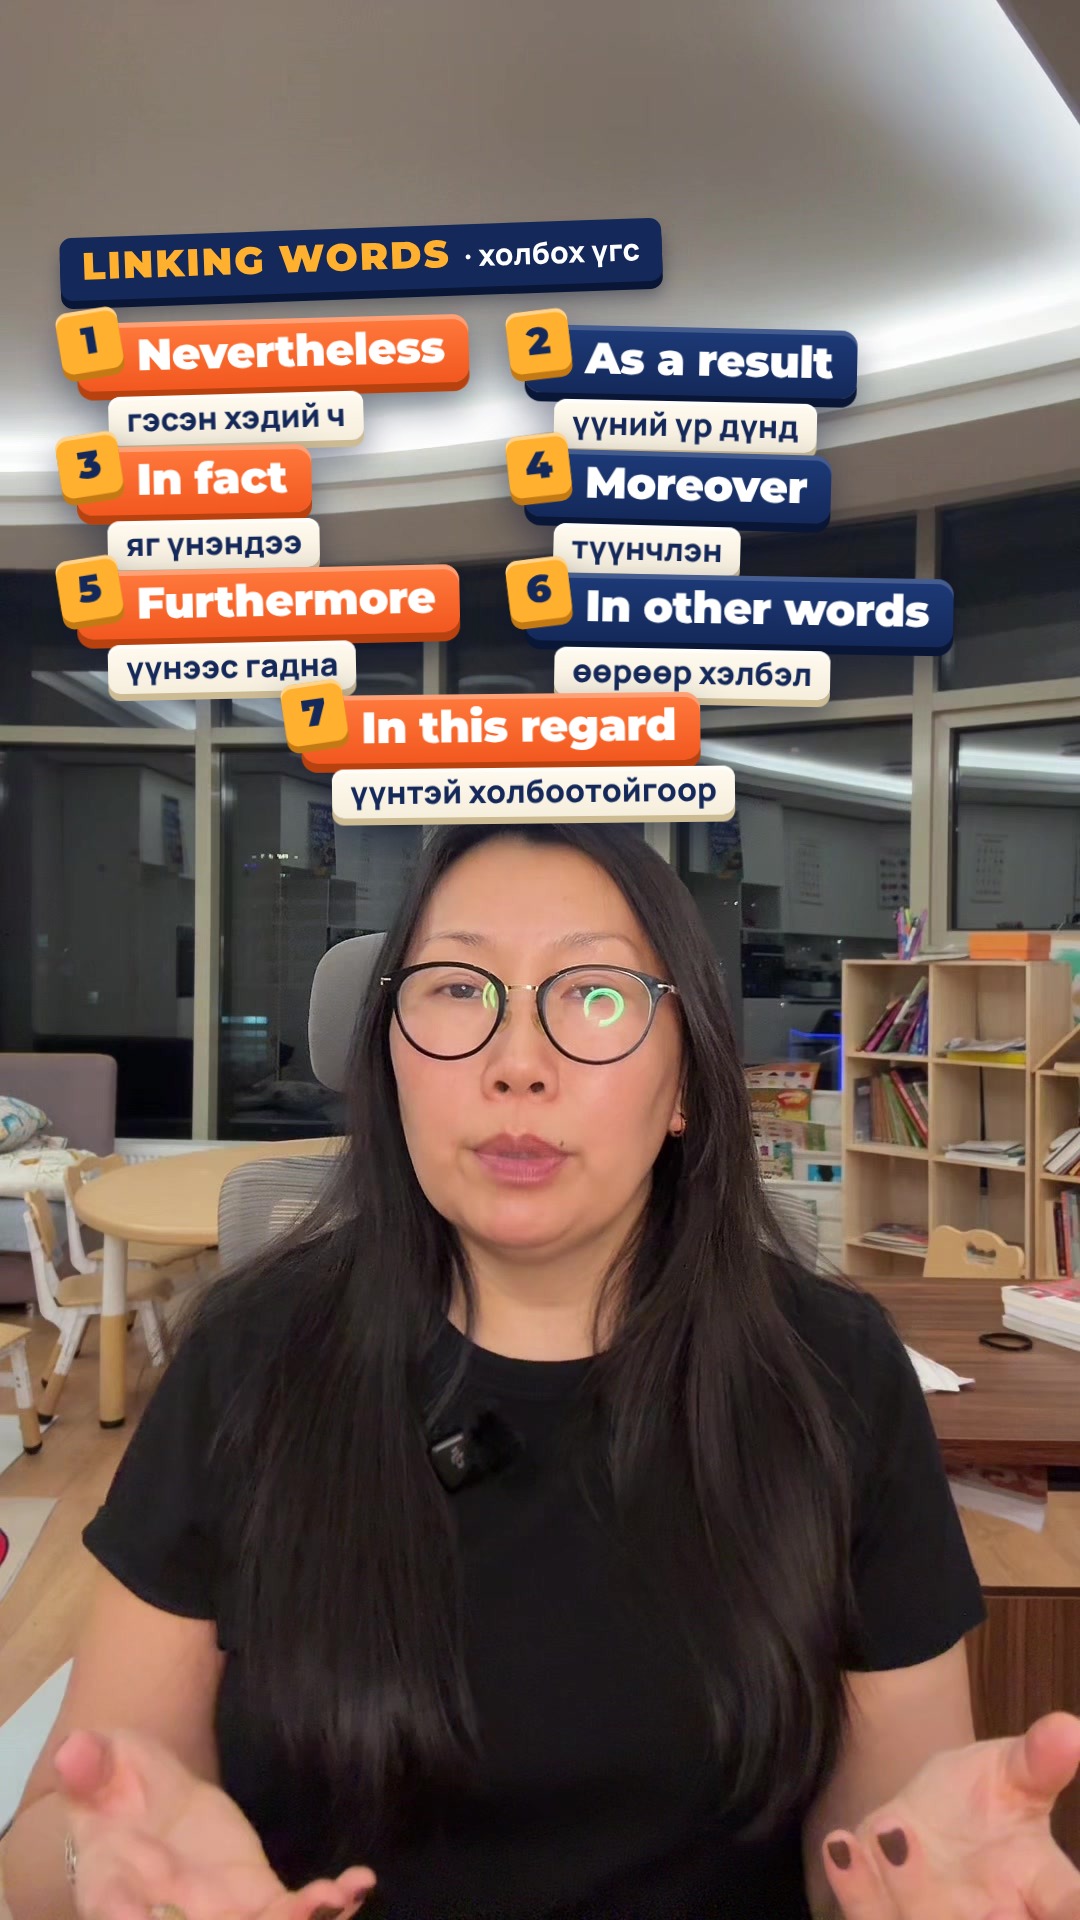 LINKING WORDS · холбох үгс
1 Nevertheless
гэсэн хэдий ч
2 As a result
үүний үр дүнд
3 In fact
яг үнэндээ
4 Moreover
түүнчлэн
5 Furthermore
үүнээс гадна
6 In other words
өөрөөр хэлбэл
7 In this regard
үүнтэй холбоотойгоор